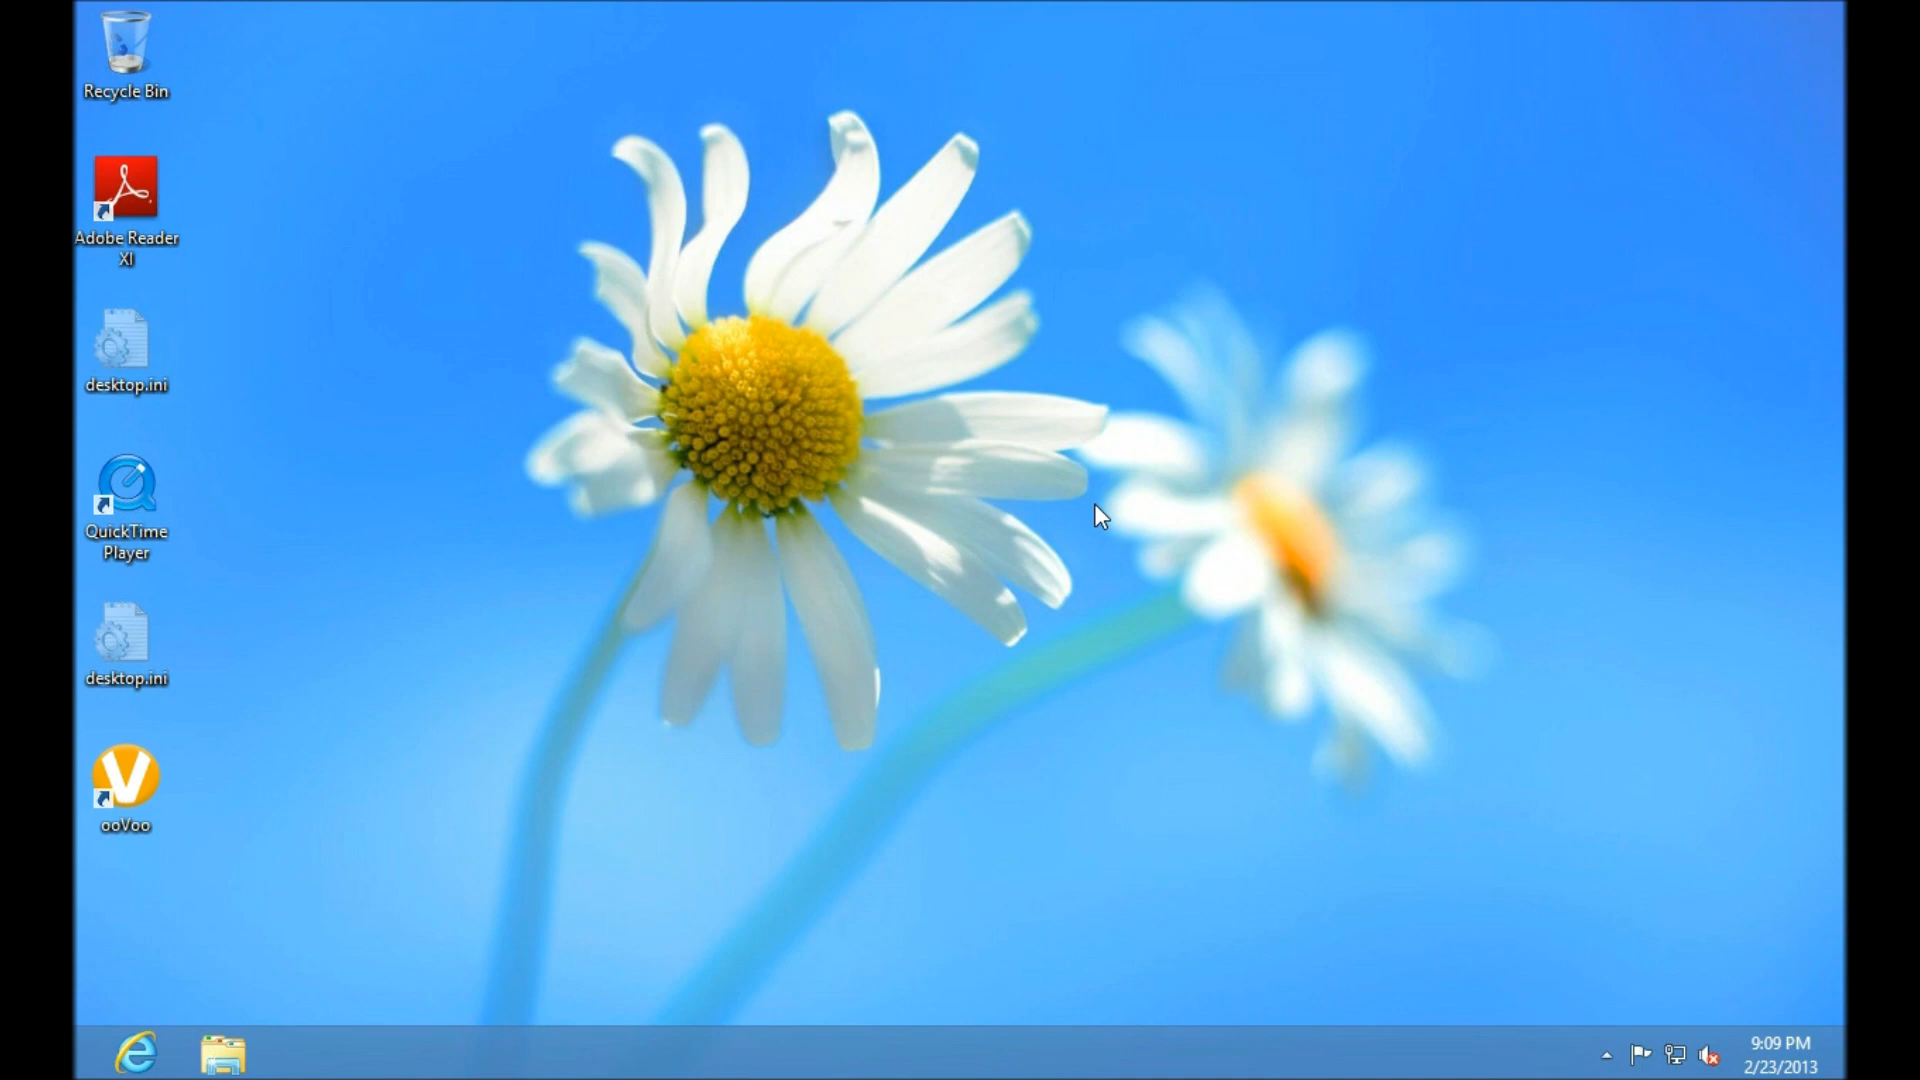 Recycle Bin
Adobe Reader
XI
desktop.ini
QuickTime
Player
desktop.ini
ooVoo
9:09 PM
2/23/2013